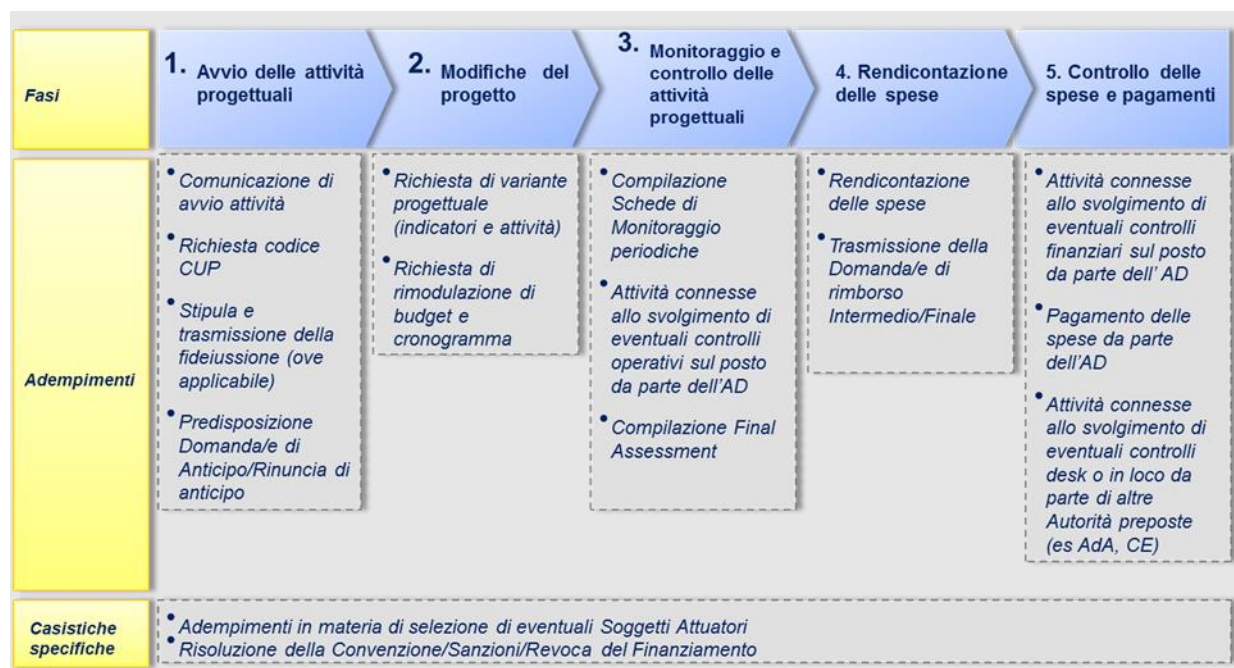 Fasi
1. Avvio delle attività
progettuali
2. Modifiche del
progetto
3. Monitoraggio e
controllo delle
attività
progettuali
4. Rendicontazione
delle spese
5. Controllo delle
spese e pagamenti
Adempimenti
• Comunicazione di
avvio attività
• Richiesta codice
CUP
• Stipula e
trasmissione della
fideiussione (ove
applicabile)
• Predisposizione
Domanda/e di
Anticipo/Rinuncia di
anticipo
• Richiesta di variante
progettuale
(indicatori e attività)
• Richiesta di
rimodulazione di
budget e
cronogramma
• Compilazione
Schede di
Monitoraggio
periodiche
• Attività connesse
allo svolgimento di
eventuali controlli
operativi sul posto
da parte dell'AD
• Compilazione Final
Assessment
• Rendicontazione
delle spese
• Trasmissione della
Domanda/e di
rimborso
Intermedio/Finale
• Attività connesse
allo svolgimento di
eventuali controlli
finanziari sul posto
da parte dell' AD
• Pagamento delle
spese da parte
dell'AD
• Attività connesse
allo svolgimento di
eventuali controlli
desk o in loco da
parte di altre
Autorità preposte
(es AdA, CE)
Casistiche
specifiche
• Adempimenti in materia di selezione di eventuali Soggetti Attuatori
• Risoluzione della Convenzione/Sanzioni/Revoca del Finanziamento